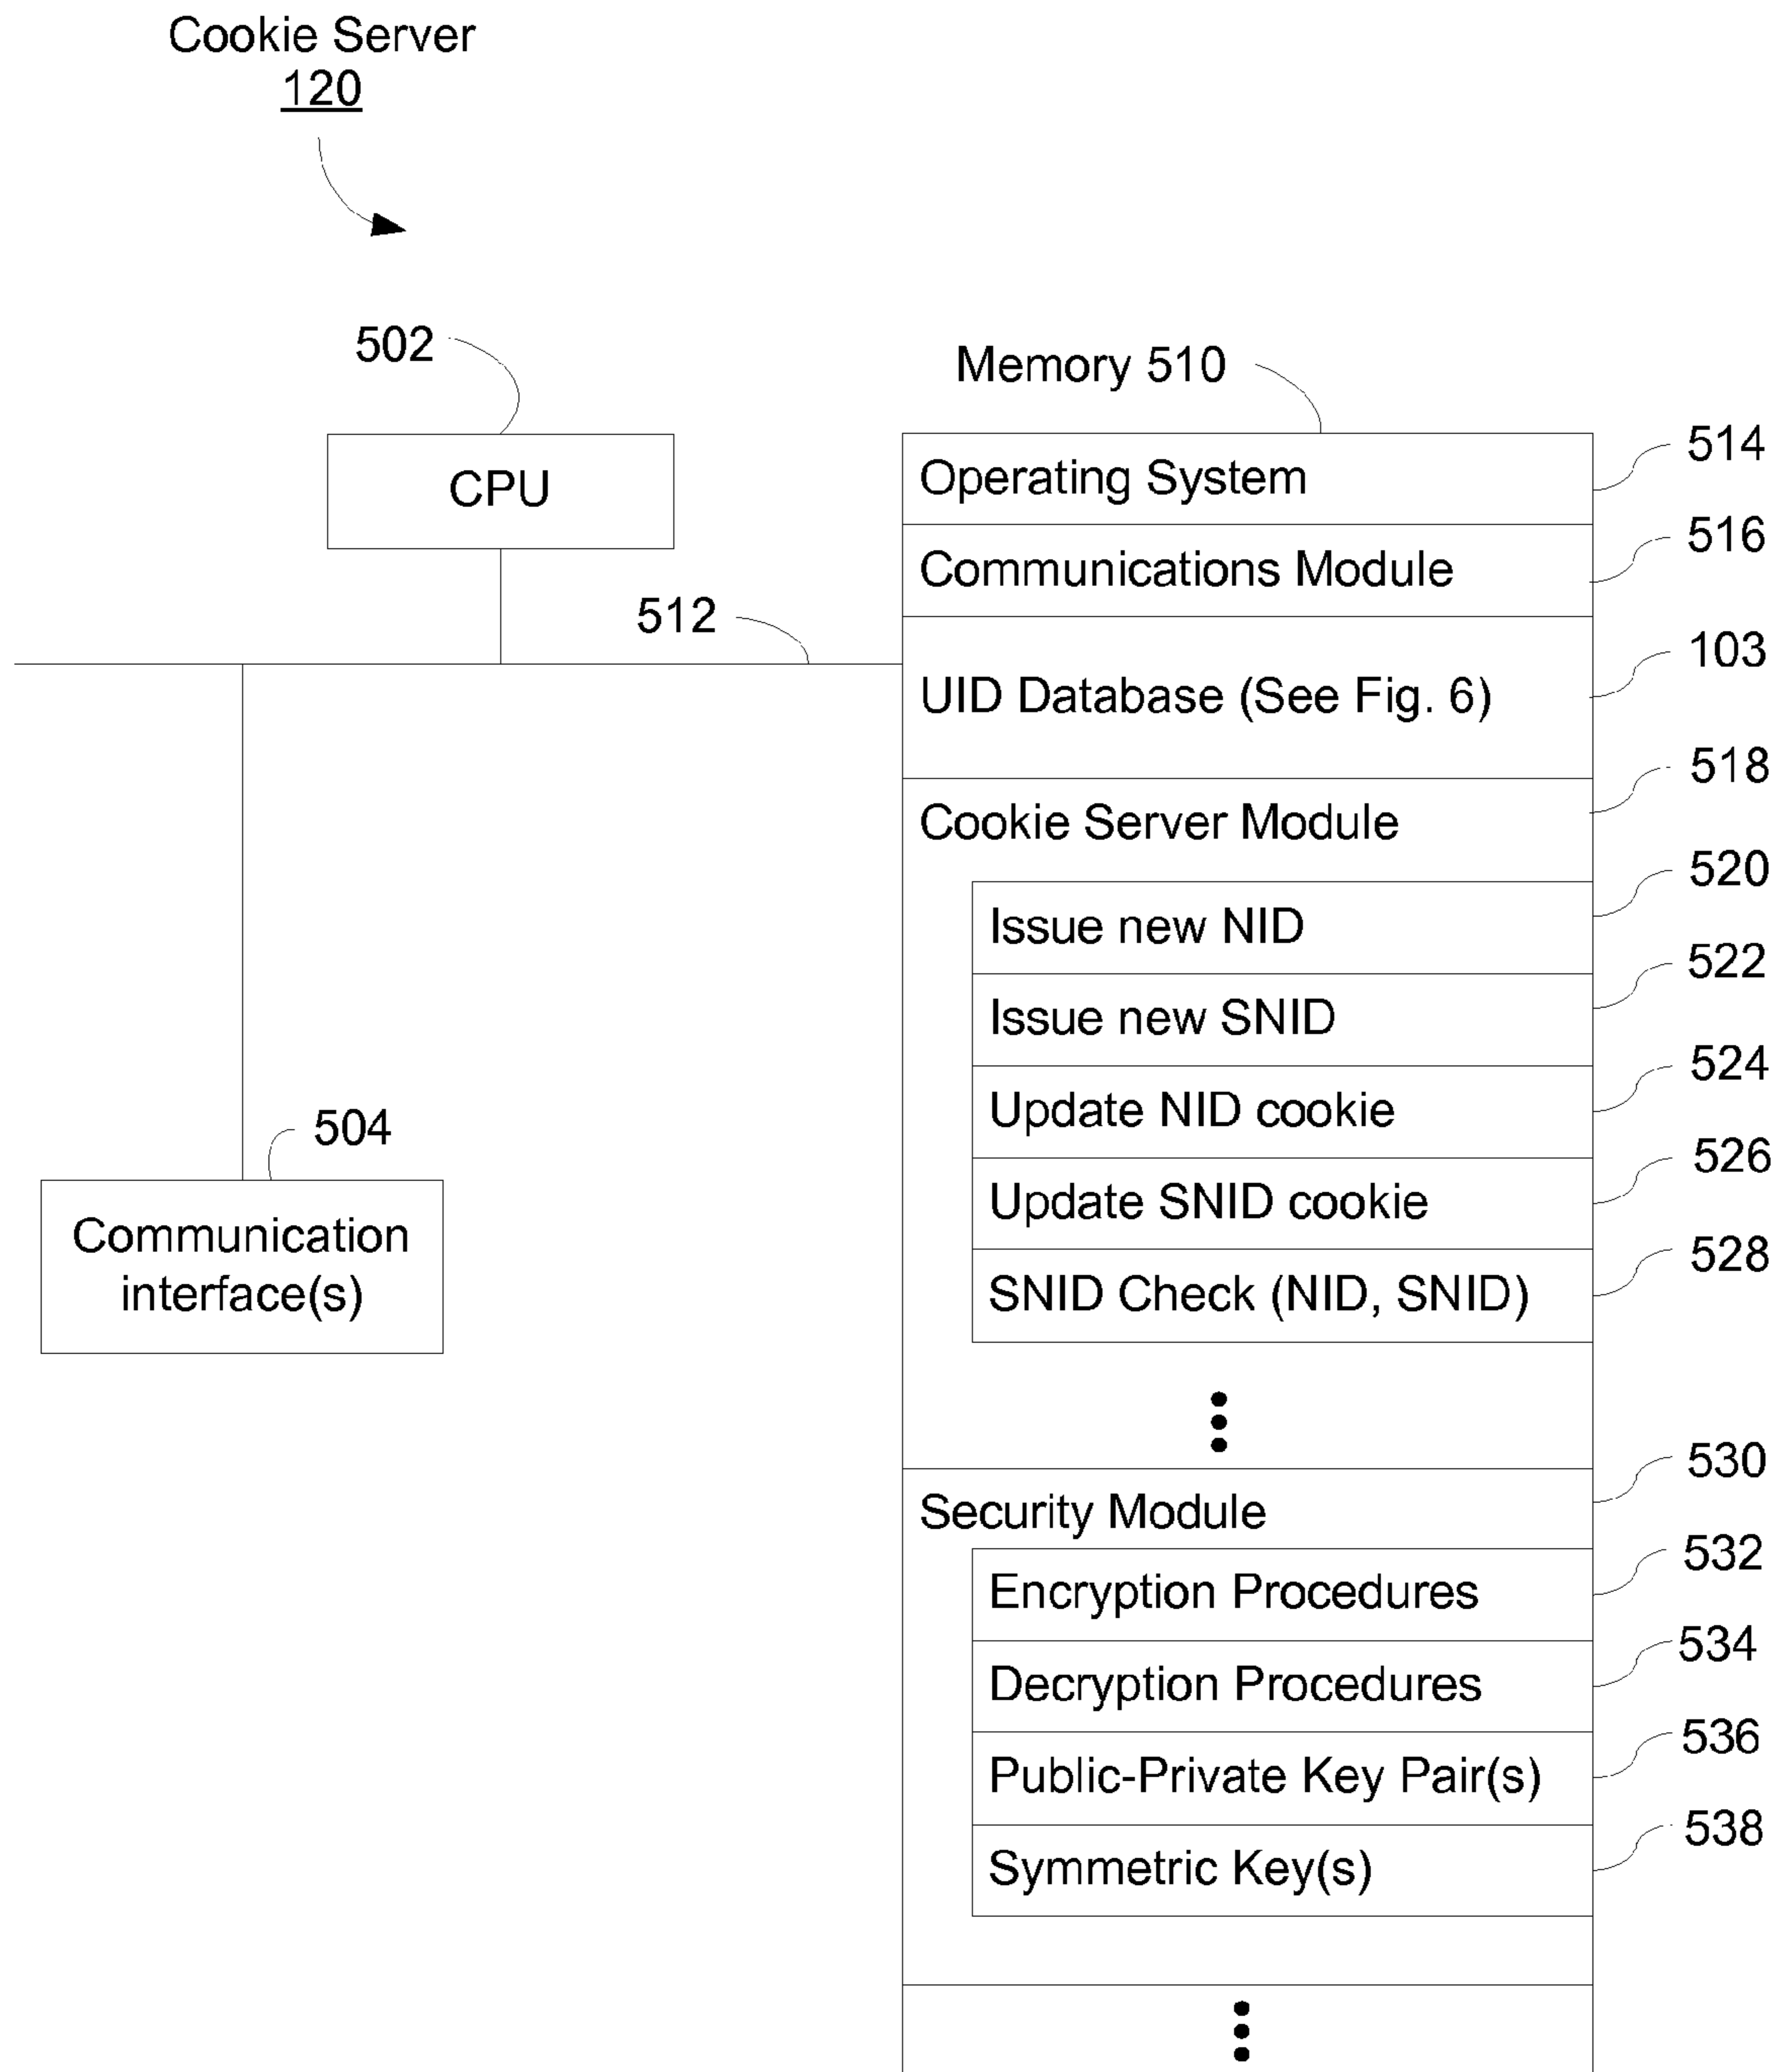 Cookie Server
120
502
CPU
512
504
Communication
interface(s)
Memory 510
Operating System
514
Communications Module
516
UID Database (See Fig. 6)
103
Cookie Server Module
518
Issue new NID
520
Issue new SNID
522
Update NID cookie
524
Update SNID cookie
526
SNID Check (NID, SNID)
528
Security Module
530
Encryption Procedures
532
Decryption Procedures
534
Public-Private Key Pair(s)
536
Symmetric Key(s)
538